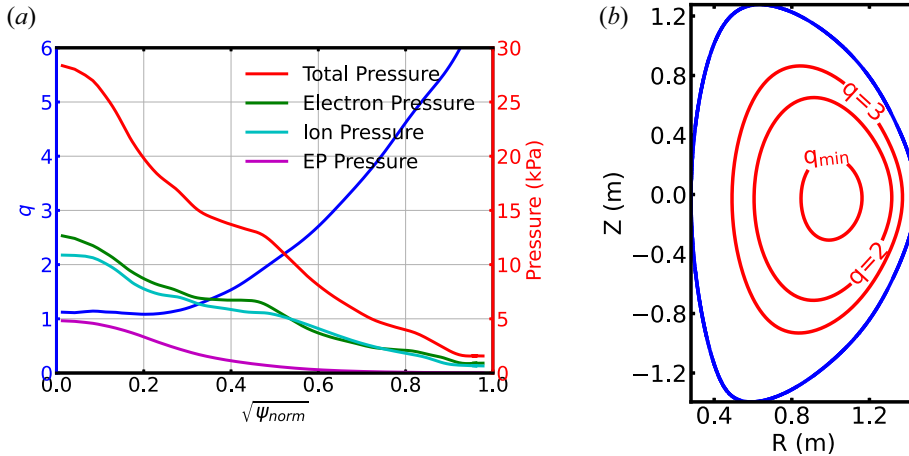 (a)
6
5
4
3
2
1
0
q
Total Pressure
Electron Pressure
Ion Pressure
EP Pressure
30
25
20
15
10
5
0
Pressure (kPa)
0.0 0.2 0.4 0.6 0.8 1.0
√ψnorm
(b)
1.2
0.8
0.4
0.0
−0.4
−0.8
−1.2
Z (m)
q=3
qmin
q=2
0.4 0.8 1.2
R (m)